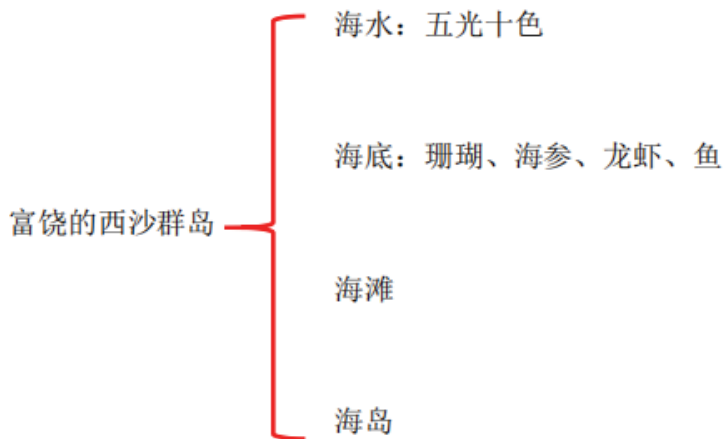 海水：五光十色
海底：珊瑚、海参、龙虾、鱼
富饶的西沙群岛
海滩
海岛